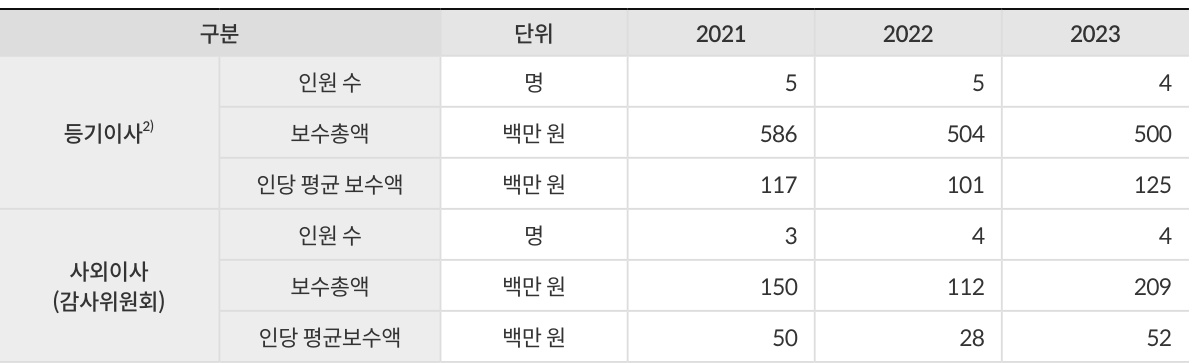 구분 단위 2021 2022 2023
등기이사2) 인원 수 명 5 5 4
보수총액 백만 원 586 504 500
인당 평균 보수액 백만 원 117 101 125
사외이사
(감사위원회) 인원 수 명 3 4 4
보수총액 백만 원 150 112 209
인당 평균보수액 백만 원 50 28 52